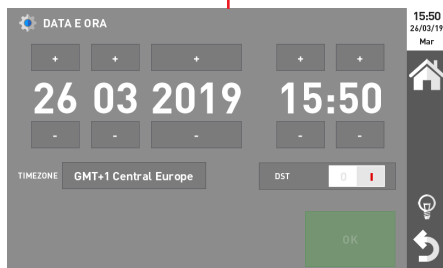 DATA E ORA
15:50
26/03/19
Mar
+ + + + +
26 03 2019 15:50
- - - - -
TIMEZONE GMT+1 Central Europe DST O I
OK